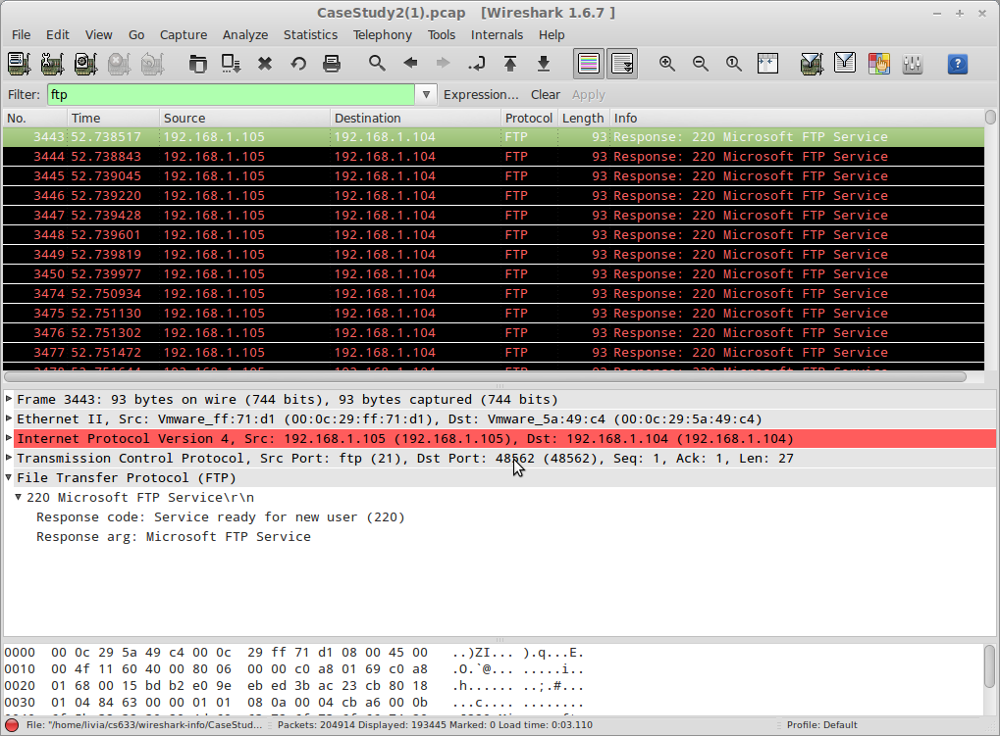 CaseStudy2(1).pcap [Wireshark 1.6.7 ]
File Edit View Go Capture Analyze Statistics Telephony Tools Internals Help
Filter: ftp Expression... Clear Apply
No. Time Source Destination Protocol Length Info
3443 52.738517 192.168.1.105 192.168.1.104 FTP 93 Response: 220 Microsoft FTP Service
3444 52.738843 192.168.1.105 192.168.1.104 FTP 93 Response: 220 Microsoft FTP Service
3445 52.739045 192.168.1.105 192.168.1.104 FTP 93 Response: 220 Microsoft FTP Service
3446 52.739220 192.168.1.105 192.168.1.104 FTP 93 Response: 220 Microsoft FTP Service
3447 52.739428 192.168.1.105 192.168.1.104 FTP 93 Response: 220 Microsoft FTP Service
3448 52.739601 192.168.1.105 192.168.1.104 FTP 93 Response: 220 Microsoft FTP Service
3449 52.739819 192.168.1.105 192.168.1.104 FTP 93 Response: 220 Microsoft FTP Service
3450 52.739977 192.168.1.105 192.168.1.104 FTP 93 Response: 220 Microsoft FTP Service
3474 52.750934 192.168.1.105 192.168.1.104 FTP 93 Response: 220 Microsoft FTP Service
3475 52.751130 192.168.1.105 192.168.1.104 FTP 93 Response: 220 Microsoft FTP Service
3476 52.751302 192.168.1.105 192.168.1.104 FTP 93 Response: 220 Microsoft FTP Service
3477 52.751472 192.168.1.105 192.168.1.104 FTP 93 Response: 220 Microsoft FTP Service
Frame 3443: 93 bytes on wire (744 bits), 93 bytes captured (744 bits)
Ethernet II, Src: Vmware_ff:71:d1 (00:0c:29:ff:71:d1), Dst: Vmware_5a:49:c4 (00:0c:29:5a:49:c4)
Internet Protocol Version 4, Src: 192.168.1.105 (192.168.1.105), Dst: 192.168.1.104 (192.168.1.104)
Transmission Control Protocol, Src Port: ftp (21), Dst Port: 48562 (48562), Seq: 1, Ack: 1, Len: 27
File Transfer Protocol (FTP)
220 Microsoft FTP Service\r\n
Response code: Service ready for new user (220)
Response arg: Microsoft FTP Service
0000 00 0c 29 5a 49 c4 00 0c 29 ff 71 d1 08 00 45 00 ..)ZI... ).q...E.
0010 00 4f 11 60 40 00 80 06 00 00 c0 a8 01 69 c0 a8 .O.`@... .....i..
0020 01 68 00 15 bd b2 e0 9e eb ed 3b ac 23 cb 80 18 .h...... ..;.#...
0030 01 04 84 63 00 00 01 01 08 0a 00 04 cb a6 00 0b ...c.... ........
File: "/home/livia/cs633/wireshark-info/CaseStud... Packets: 204914 Displayed: 193445 Marked: 0 Load time: 0:03.110 Profile: Default